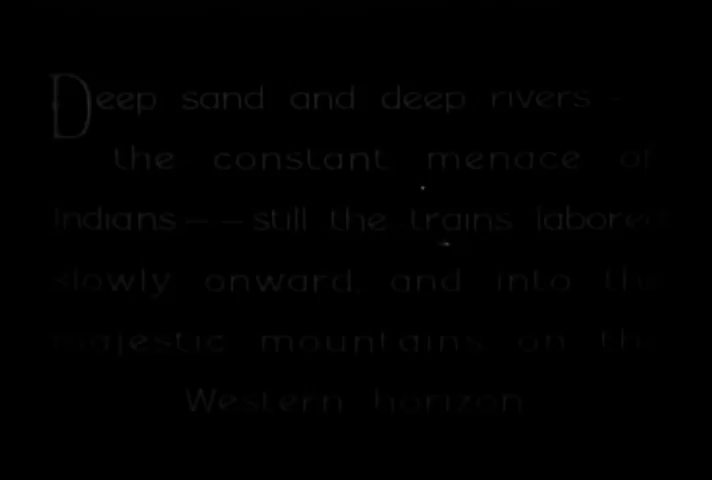 Deep sand and deep rivers -
the constant menace of
Indians -- still the trains labored
slowly onward, and into the
majestic mountains on the
Western horizon